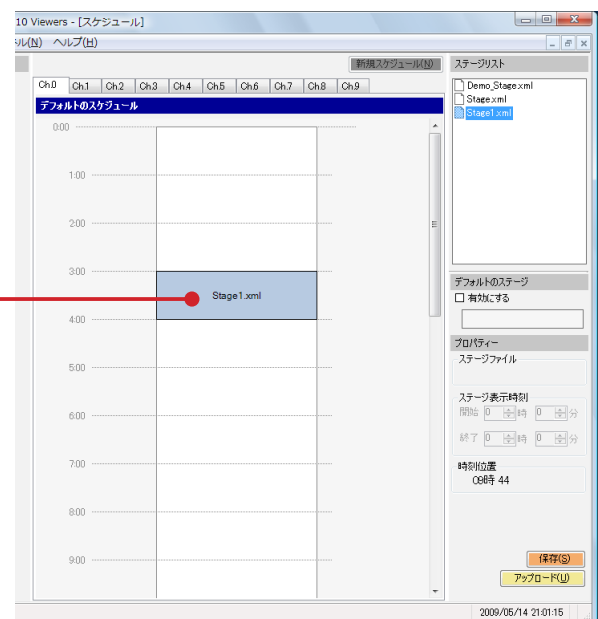 10 Viewers - [スケジュール]
ル(N) ヘルプ(H)
新規スケジュール(N)
Ch.0 Ch.1 Ch.2 Ch.3 Ch.4 Ch.5 Ch.6 Ch.7 Ch.8 Ch.9
デフォルトのスケジュール
0:00
1:00
2:00
3:00
Stage1.xml
4:00
5:00
6:00
7:00
8:00
9:00
ステージリスト
Demo_Stage.xml
Stage.xml
Stage1.xml
デフォルトのステージ
有効にする
プロパティー
ステージファイル
ステージ表示時刻
開始 0 時 0 分
終了 0 時 0 分
時刻位置
09時 44
保存(S)
アップロード(U)
2009/05/14 21:01:15